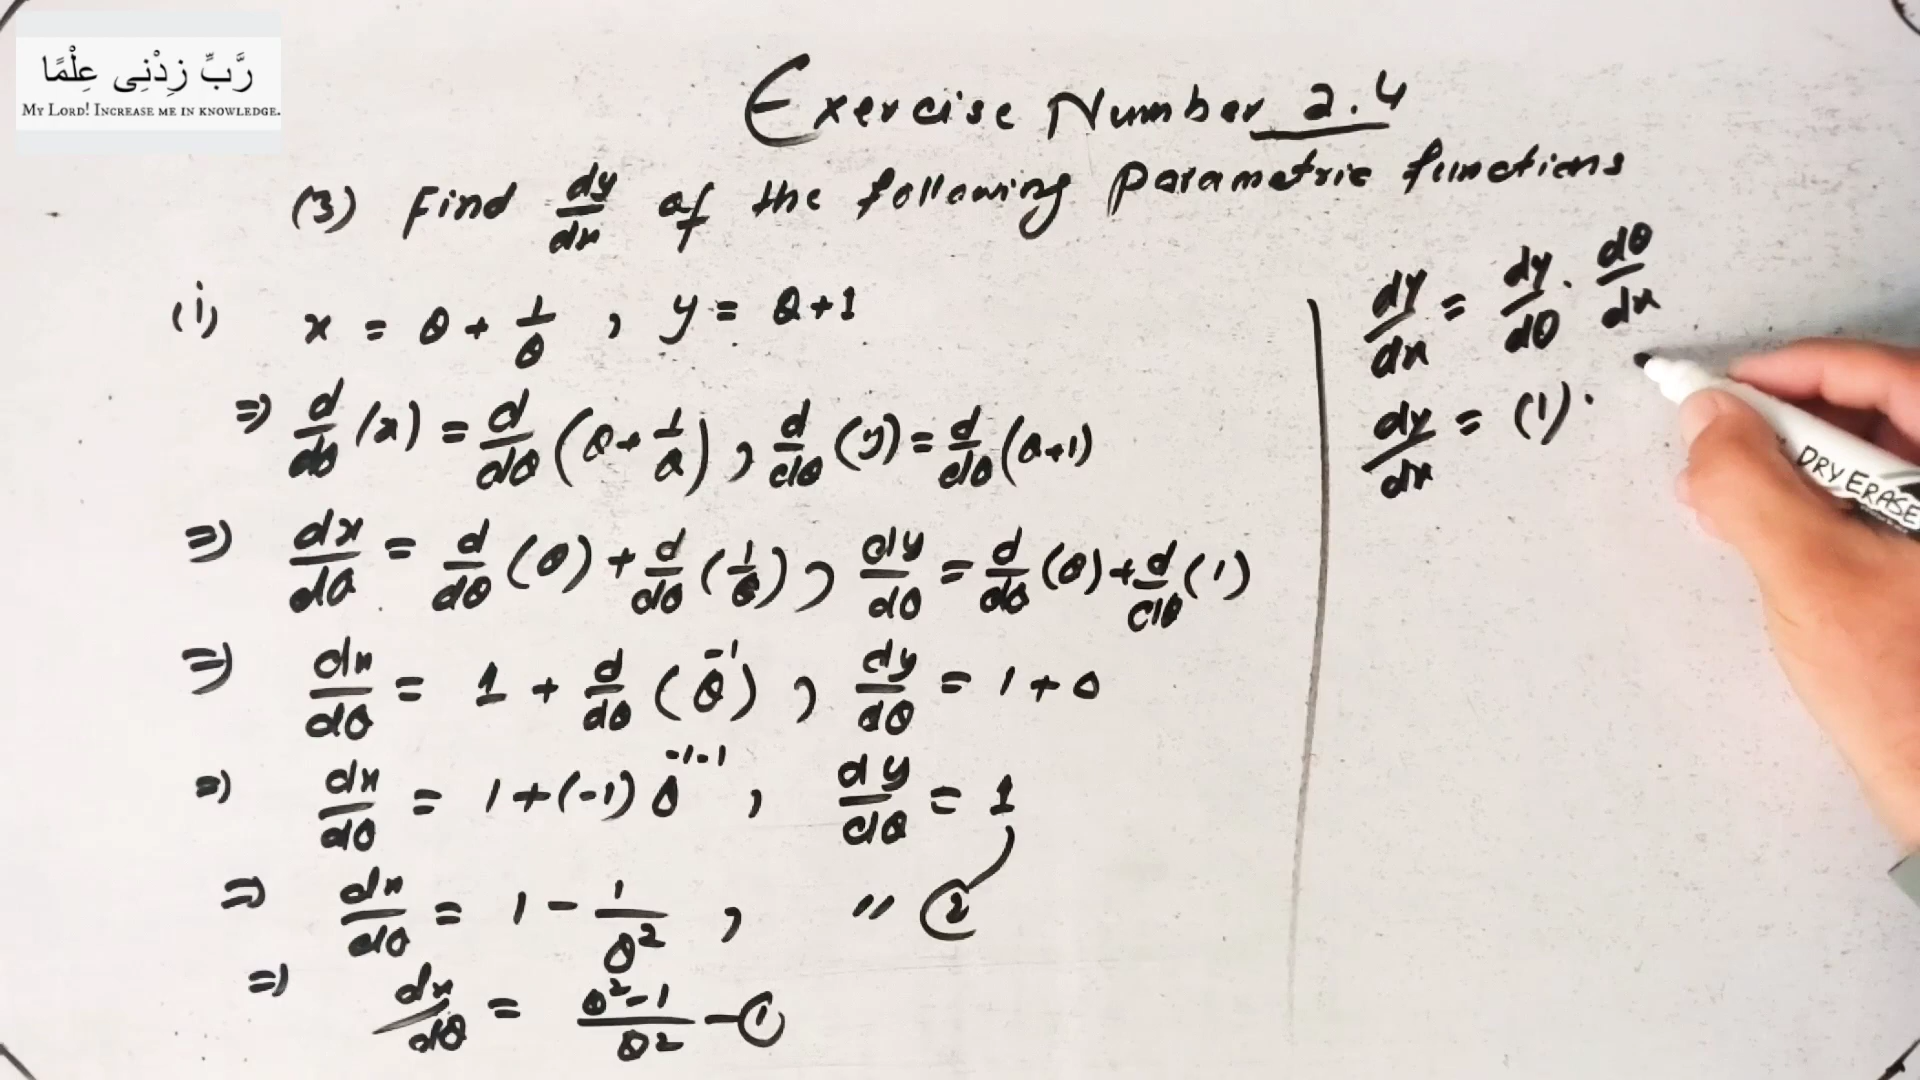 رَّبِّ زِدْنِی عِلْمًا
MY LORD! INCREASE ME IN KNOWLEDGE.
Exercise Number 2.4
(3) Find dy/dx of the following parametric functions
(i) x = θ + 1/θ , y = θ+1
=> d/dθ (x) = d/dθ (θ + 1/θ) , d/dθ (y) = d/dθ (θ+1)
=> dx/dθ = d/dθ (θ) + d/dθ (1/θ) , dy/dθ = d/dθ (θ) + d/dθ (1)
=> dx/dθ = 1 + d/dθ (θ^-1) , dy/dθ = 1 + 0
=> dx/dθ = 1+(-1) θ^-1-1 , dy/dθ = 1
=> dx/dθ = 1 - 1/θ² , " ②
=> dx/dθ = θ²-1/θ² - ①
dy/dx = dy/dθ . dθ/dx
dy/dx = (1) .
DRY ERASE